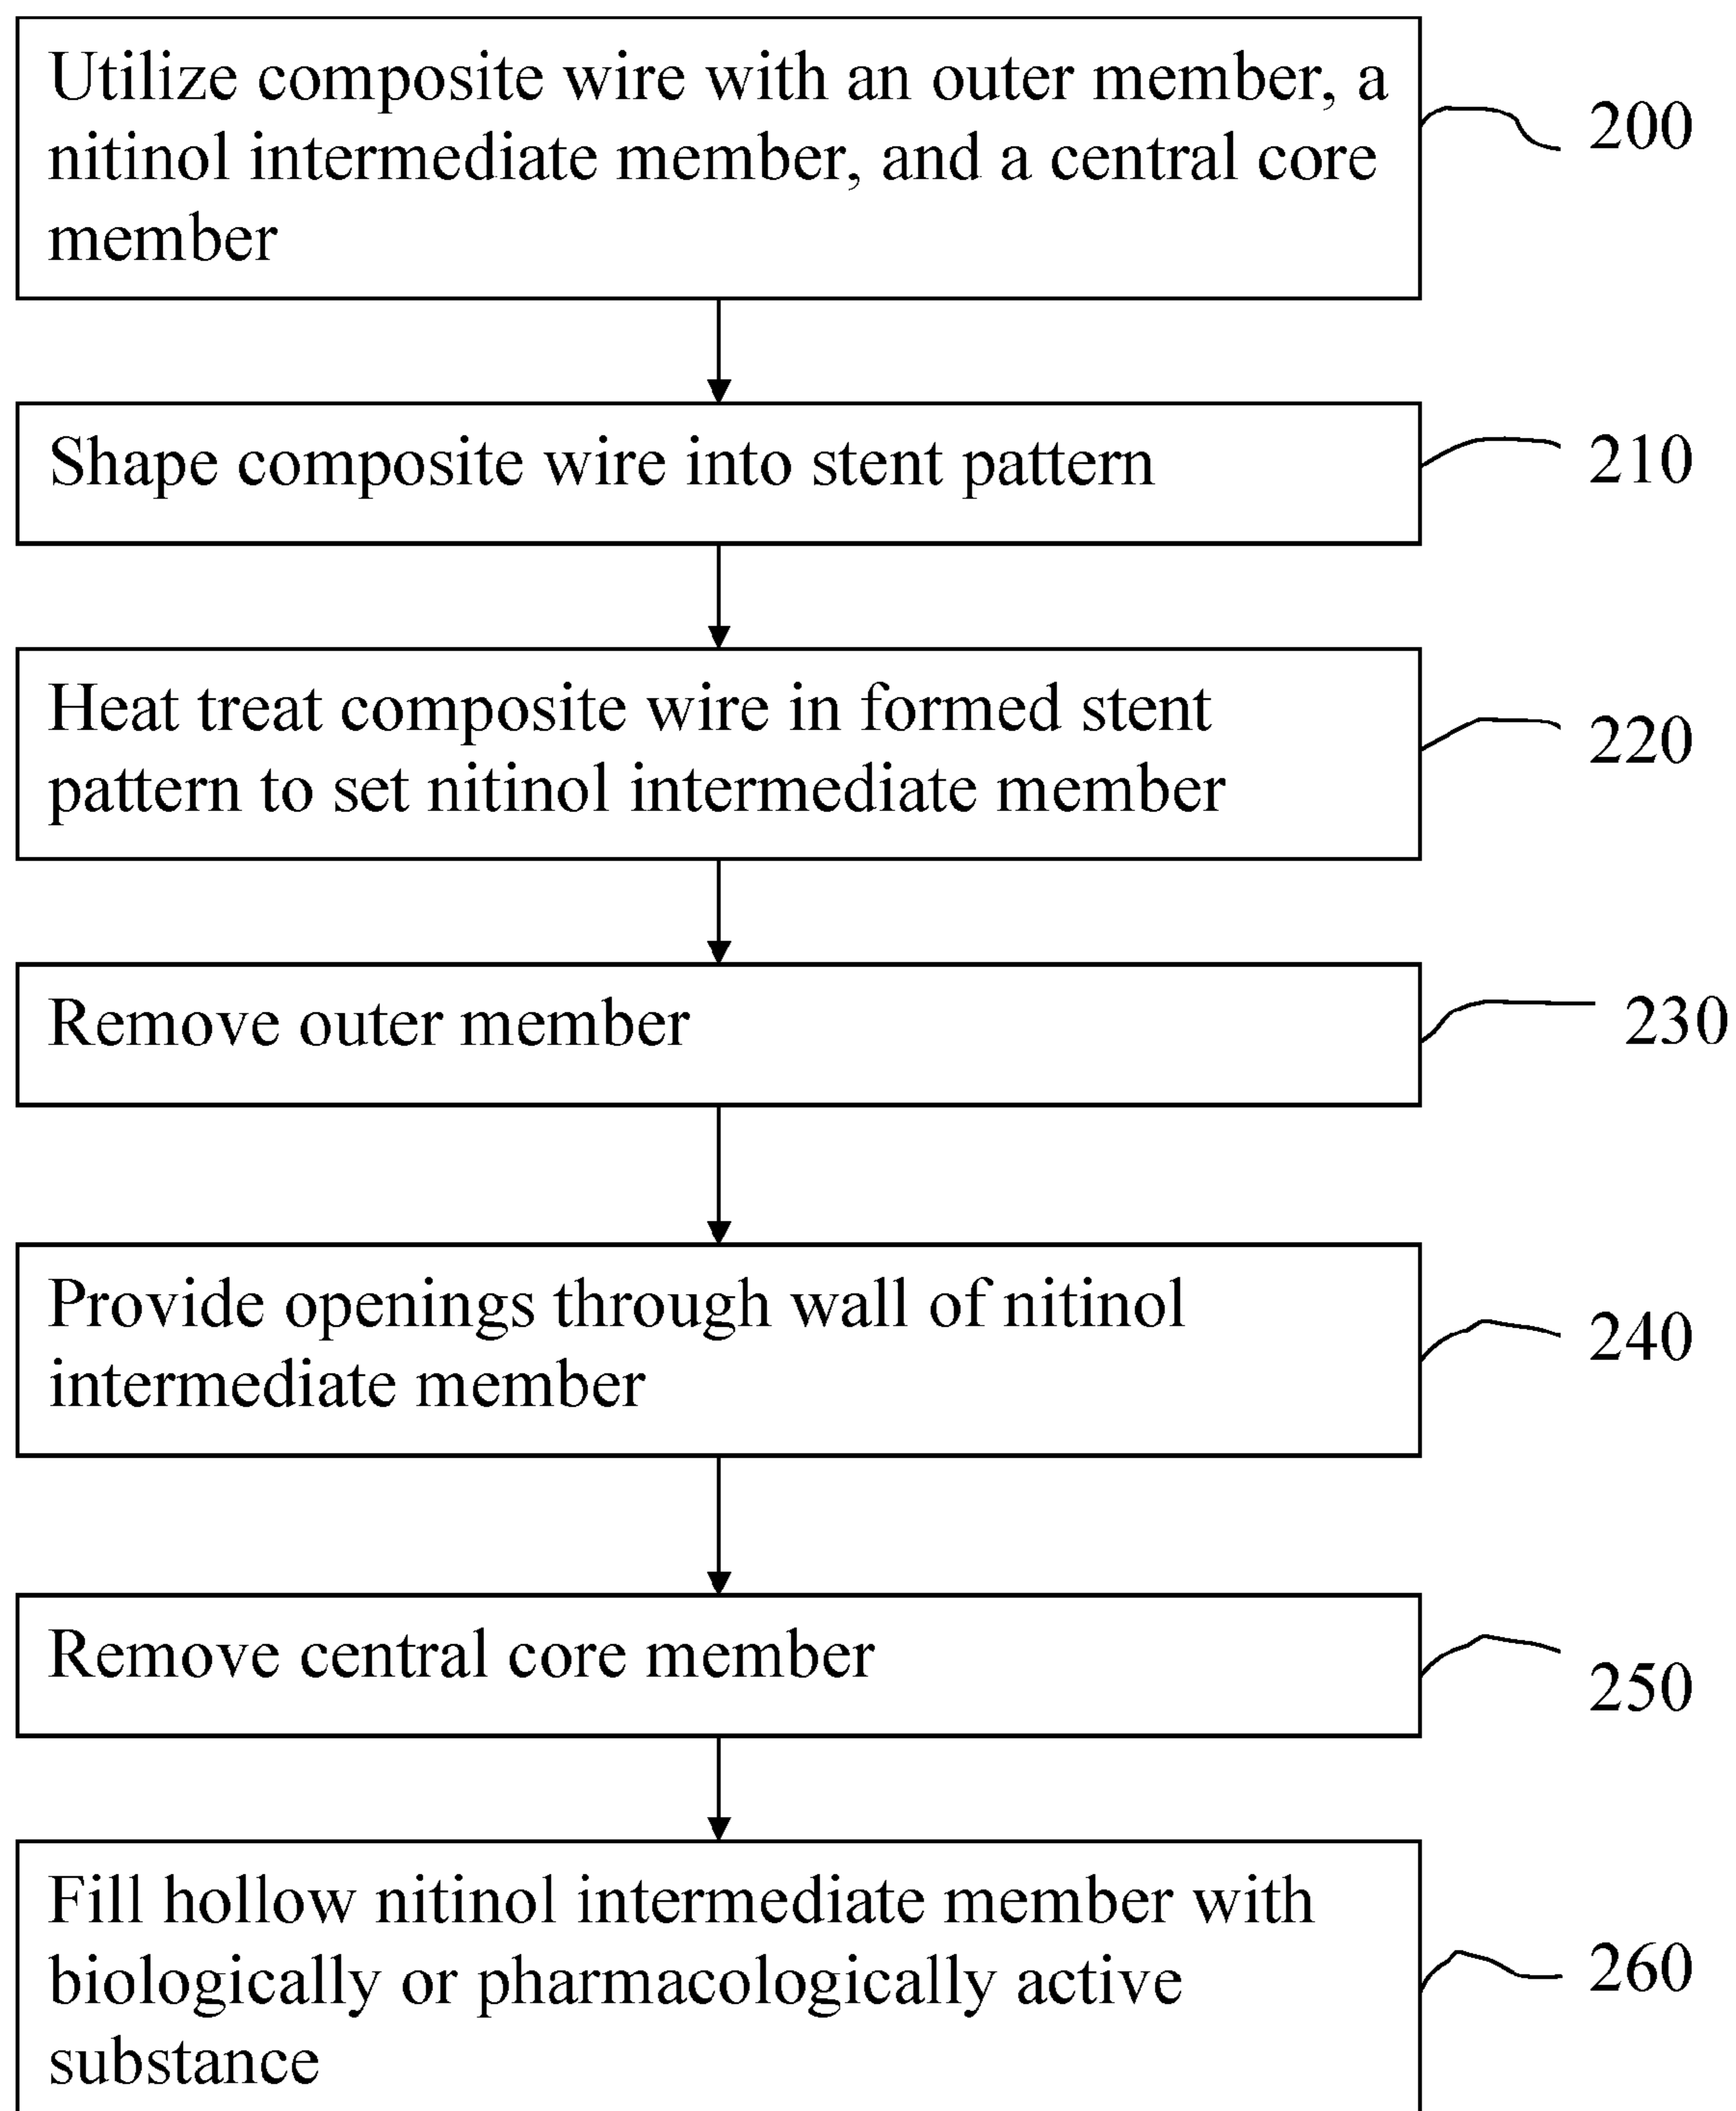 Utilize composite wire with an outer member, a
nitinol intermediate member, and a central core
member
200
Shape composite wire into stent pattern
210
Heat treat composite wire in formed stent
pattern to set nitinol intermediate member
220
Remove outer member
230
Provide openings through wall of nitinol
intermediate member
240
Remove central core member
250
Fill hollow nitinol intermediate member with
biologically or pharmacologically active
substance
260